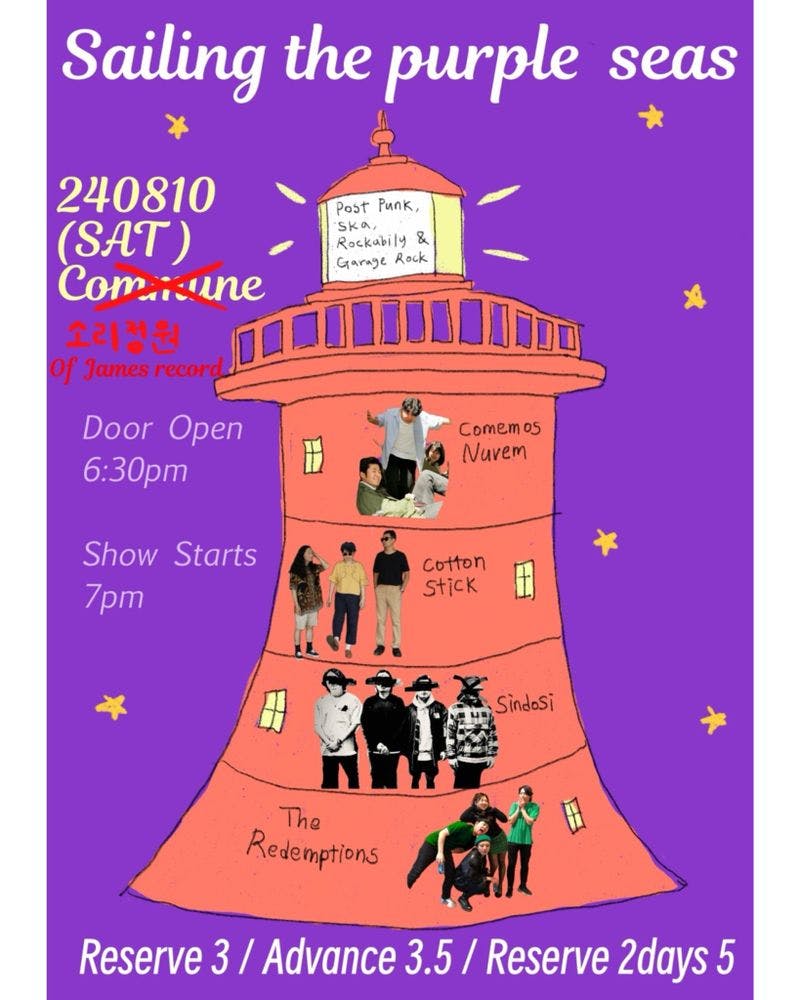 Sailing the purple seas
240810
(SAT)
Commune
소리정원
Of James record
Post Punk,
Ska,
Rockabily &
Garage Rock
Door Open
6:30pm
Show Starts
7pm
Comemos
Nuvem
Cotton
Stick
Sindosi
The
Redemptions
Reserve 3 / Advance 3.5 / Reserve 2days 5